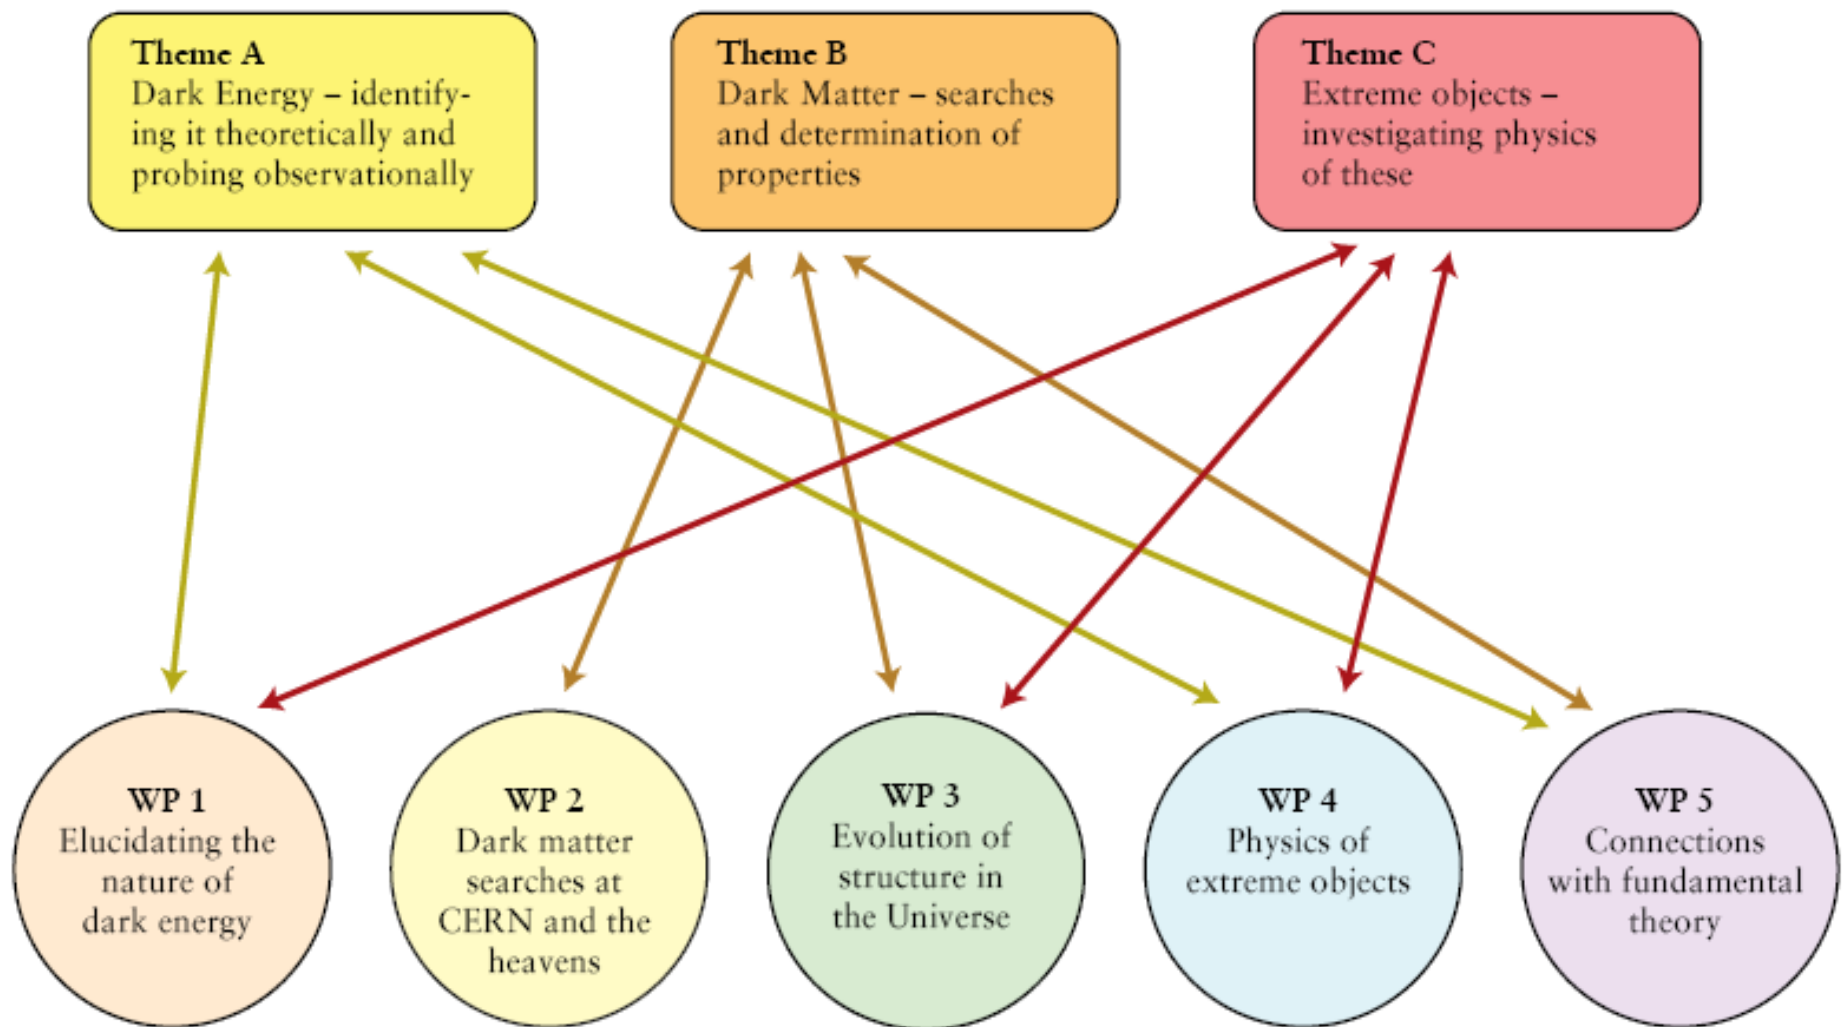 Theme A
Dark Energy – identify-
ing it theoretically and
probing observationally
Theme B
Dark Matter – searches
and determination of
properties
Theme C
Extreme objects –
investigating physics
of these
WP 1
Elucidating the
nature of
dark energy
WP 2
Dark matter
searches at
CERN and the
heavens
WP 3
Evolution of
structure in
the Universe
WP 4
Physics of
extreme objects
WP 5
Connections
with fundamental
theory